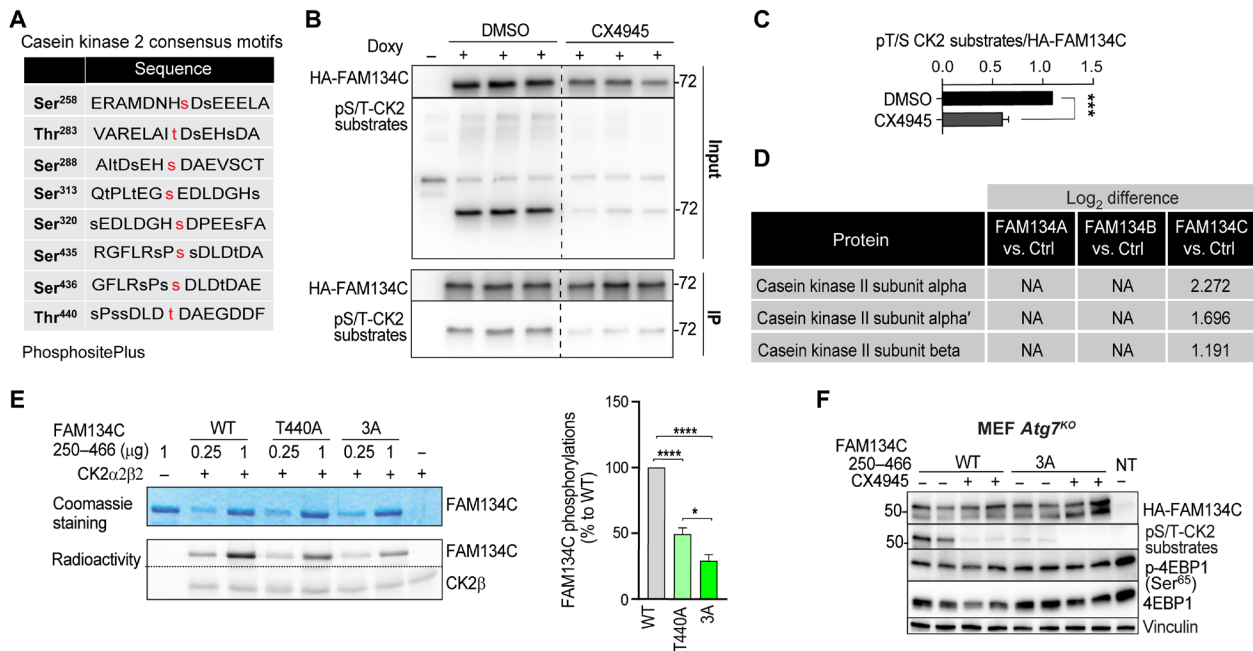 A
Casein kinase 2 consensus motifs
Sequence
Ser258 ERAMDNHsDsEEELA
Thr283 VARELAItDsEHsDA
Ser288 AItDsEHsDAEVSCT
Ser313 QtPLtEGsEDLDGHs
Ser320 sEDLDGHsDPEEsFA
Ser435 RGFLRsPssDLDtDA
Ser436 GFLRsPssDLDtDAE
Thr440 sPssDLDtDAEGDDF
PhospositePlus
B
DMSO CX4945
Doxy – + + + + + +
HA-FAM134C -72
pS/T-CK2
substrates
-72
Input
HA-FAM134C -72
pS/T-CK2
substrates
-72
IP
C
pT/S CK2 substrates/HA-FAM134C
0.0 0.5 1.0 1.5
DMSO
CX4945
***
D
Log2 difference
Protein FAM134A vs. Ctrl FAM134B vs. Ctrl FAM134C vs. Ctrl
Casein kinase II subunit alpha NA NA 2.272
Casein kinase II subunit alpha′ NA NA 1.696
Casein kinase II subunit beta NA NA 1.191
E
FAM134C WT T440A 3A
250–466 (μg) 1 0.25 1 0.25 1 0.25 1 –
CK2α2β2 – + + + + + + +
Coomassie
staining
FAM134C
Radioactivity
FAM134C
CK2β
FAM134C phosphorylations
(% to WT)
150
100
50
0
****
****
*
WT T440A 3A
F
MEF Atg7KO
FAM134C
250–466 WT 3A NT
CX4945 – – + + – – + + –
50- HA-FAM134C
50- pS/T-CK2
substrates
p-4EBP1
(Ser65)
4EBP1
Vinculin